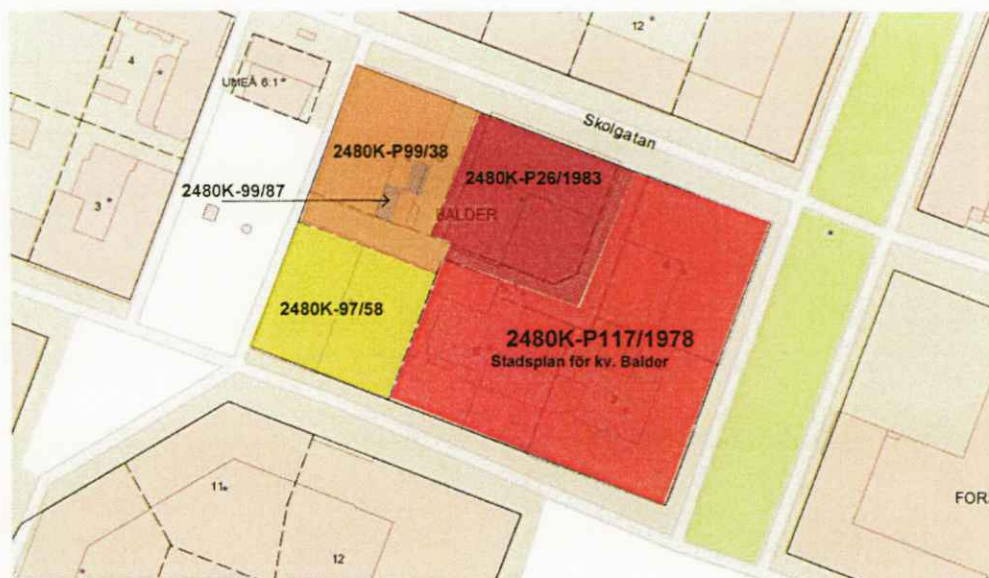 12
4
UMEÅ 6:1
Skolgatan
2480K-P99/38
2480K-P26/1983
2480K-99/87
3
BALDER
2480K-97/58
2480K-P117/1978
Stadsplan för kv. Balder
11
12
FOR